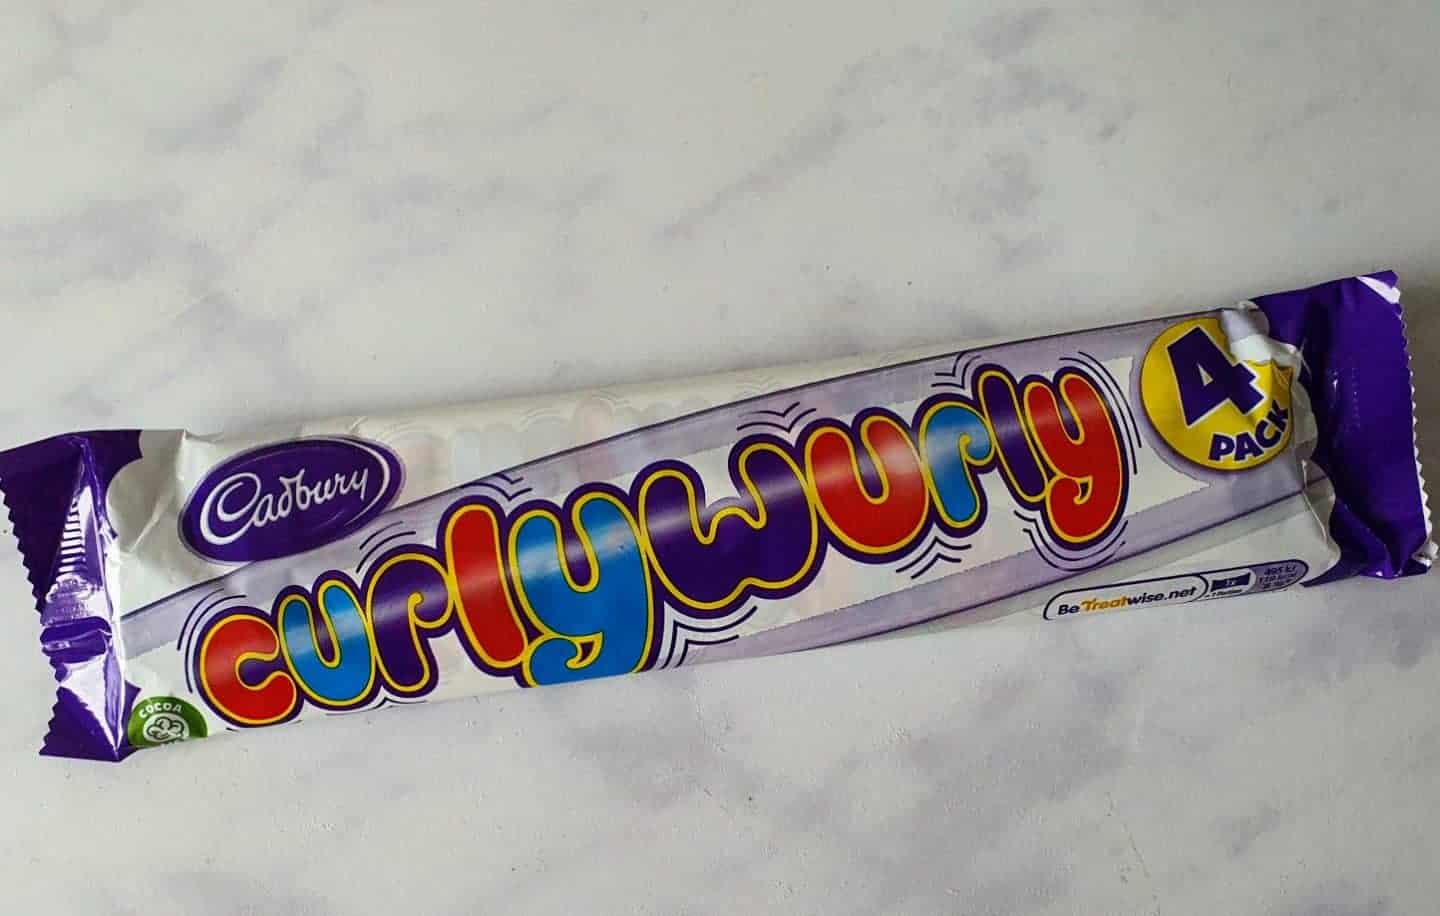 Cadbury
curlywurly
4
PACK
COCOA
BeTreatwise.net